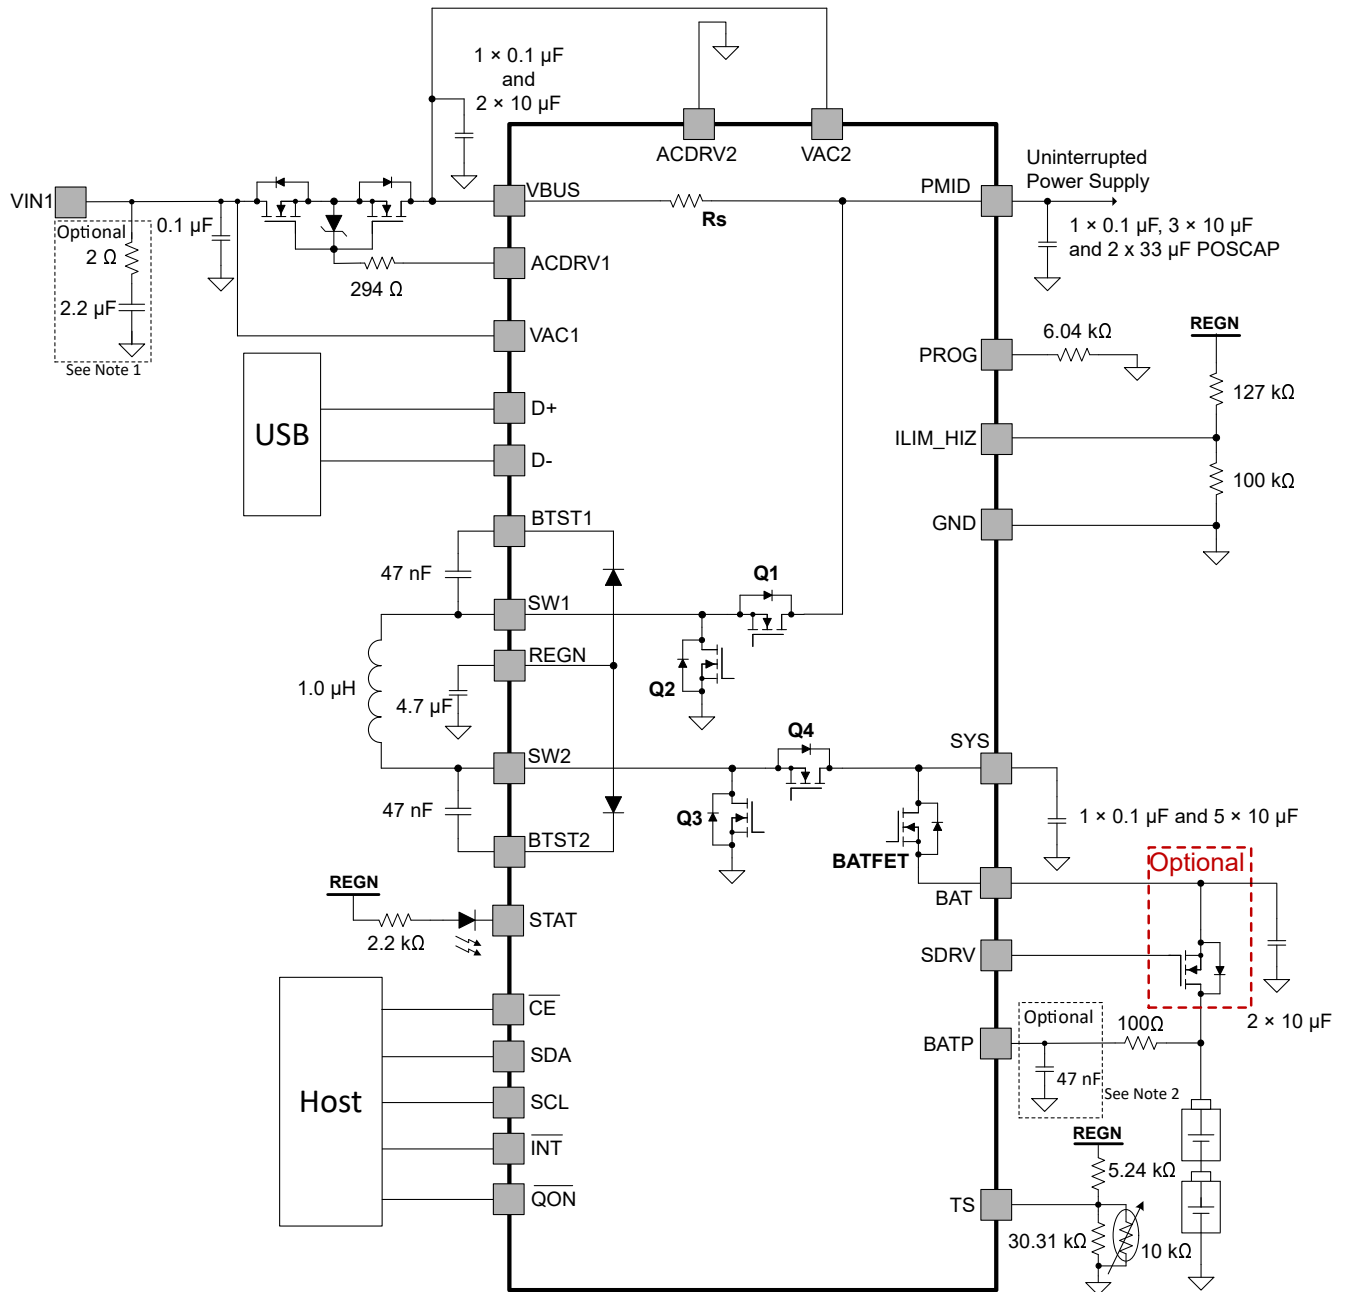 1 × 0.1 µF
and
2 × 10 µF
ACDRV2
VAC2
VIN1
VBUS
Rs
PMID
Uninterrupted
Power Supply
1 × 0.1 µF, 3 × 10 µF
and 2 x 33 µF POSCAP
Optional
2 Ω
2.2 µF
See Note 1
0.1 µF
294 Ω
ACDRV1
VAC1
USB
D+
D-
PROG
6.04 kΩ
REGN
127 kΩ
ILIM_HIZ
100 kΩ
GND
BTST1
47 nF
SW1
Q1
REGN
Q2
1.0 µH
4.7 µF
SW2
Q4
SYS
47 nF
Q3
BTST2
BATFET
1 × 0.1 µF and 5 × 10 µF
Optional
BAT
REGN
2.2 kΩ
STAT
SDRV
2 × 10 µF
Host
CE
SDA
SCL
INT
QON
BATP
Optional
47 nF
100Ω
See Note 2
REGN
5.24 kΩ
TS
30.31 kΩ
10 kΩ